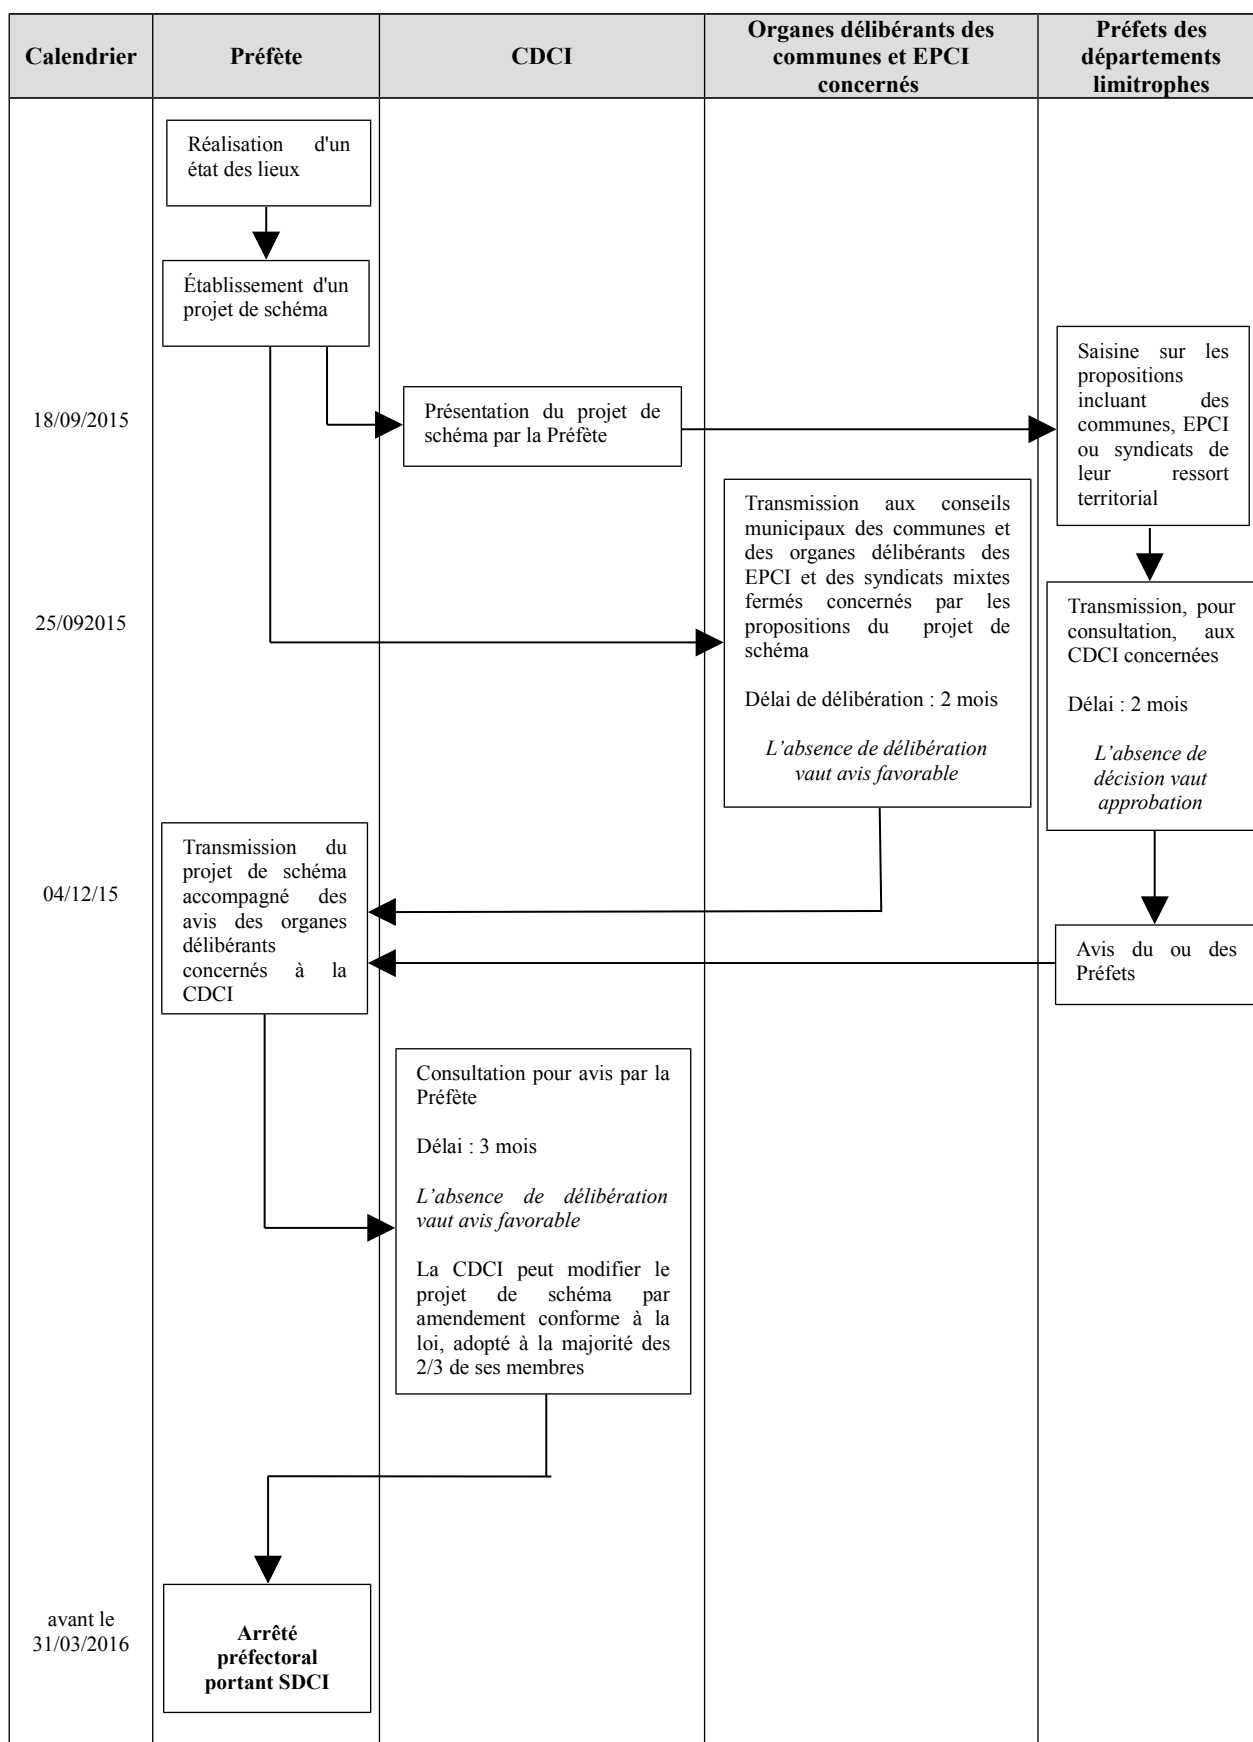 Calendrier
Préfète
CDCI
Organes délibérants des
communes et EPCI
concernés
Préfets des
départements
limitrophes
Réalisation d'un
état des lieux
Établissement d'un
projet de schéma
18/09/2015
Présentation du projet de
schéma par la Préfète
Saisine sur les
propositions
incluant des
communes, EPCI
ou syndicats de
leur ressort
territorial
25/092015
Transmission aux conseils
municipaux des communes et
des organes délibérants des
EPCI et des syndicats mixtes
fermés concernés par les
propositions du projet de
schéma
Délai de délibération : 2 mois
L’absence de délibération
vaut avis favorable
Transmission, pour
consultation, aux
CDCI concernées
Délai : 2 mois
L’absence de
décision vaut
approbation
04/12/15
Transmission du
projet de schéma
accompagné des
avis des organes
délibérants
concernés à la
CDCI
Avis du ou des
Préfets
Consultation pour avis par la
Préfète
Délai : 3 mois
L’absence de délibération
vaut avis favorable
La CDCI peut modifier le
projet de schéma par
amendement conforme à la
loi, adopté à la majorité des
2/3 de ses membres
avant le
31/03/2016
Arrêté
préfectoral
portant SDCI